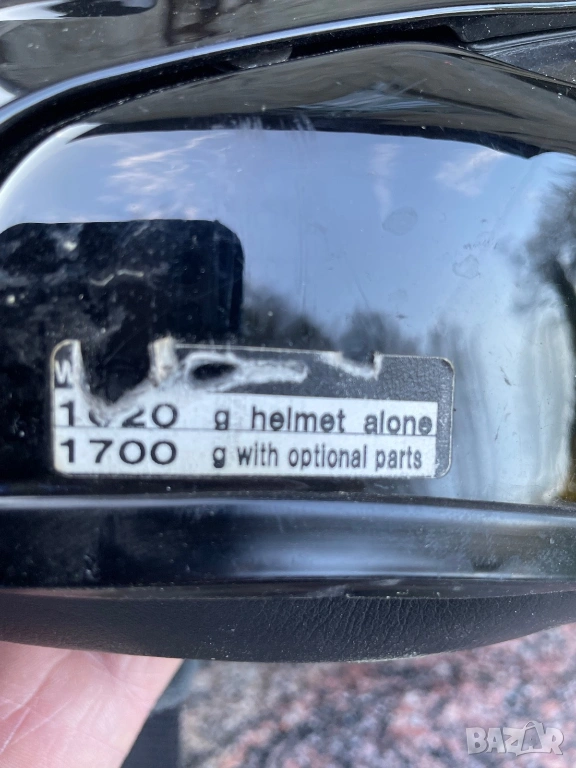 g helmet alone
1700 g with optional parts
BAZAR